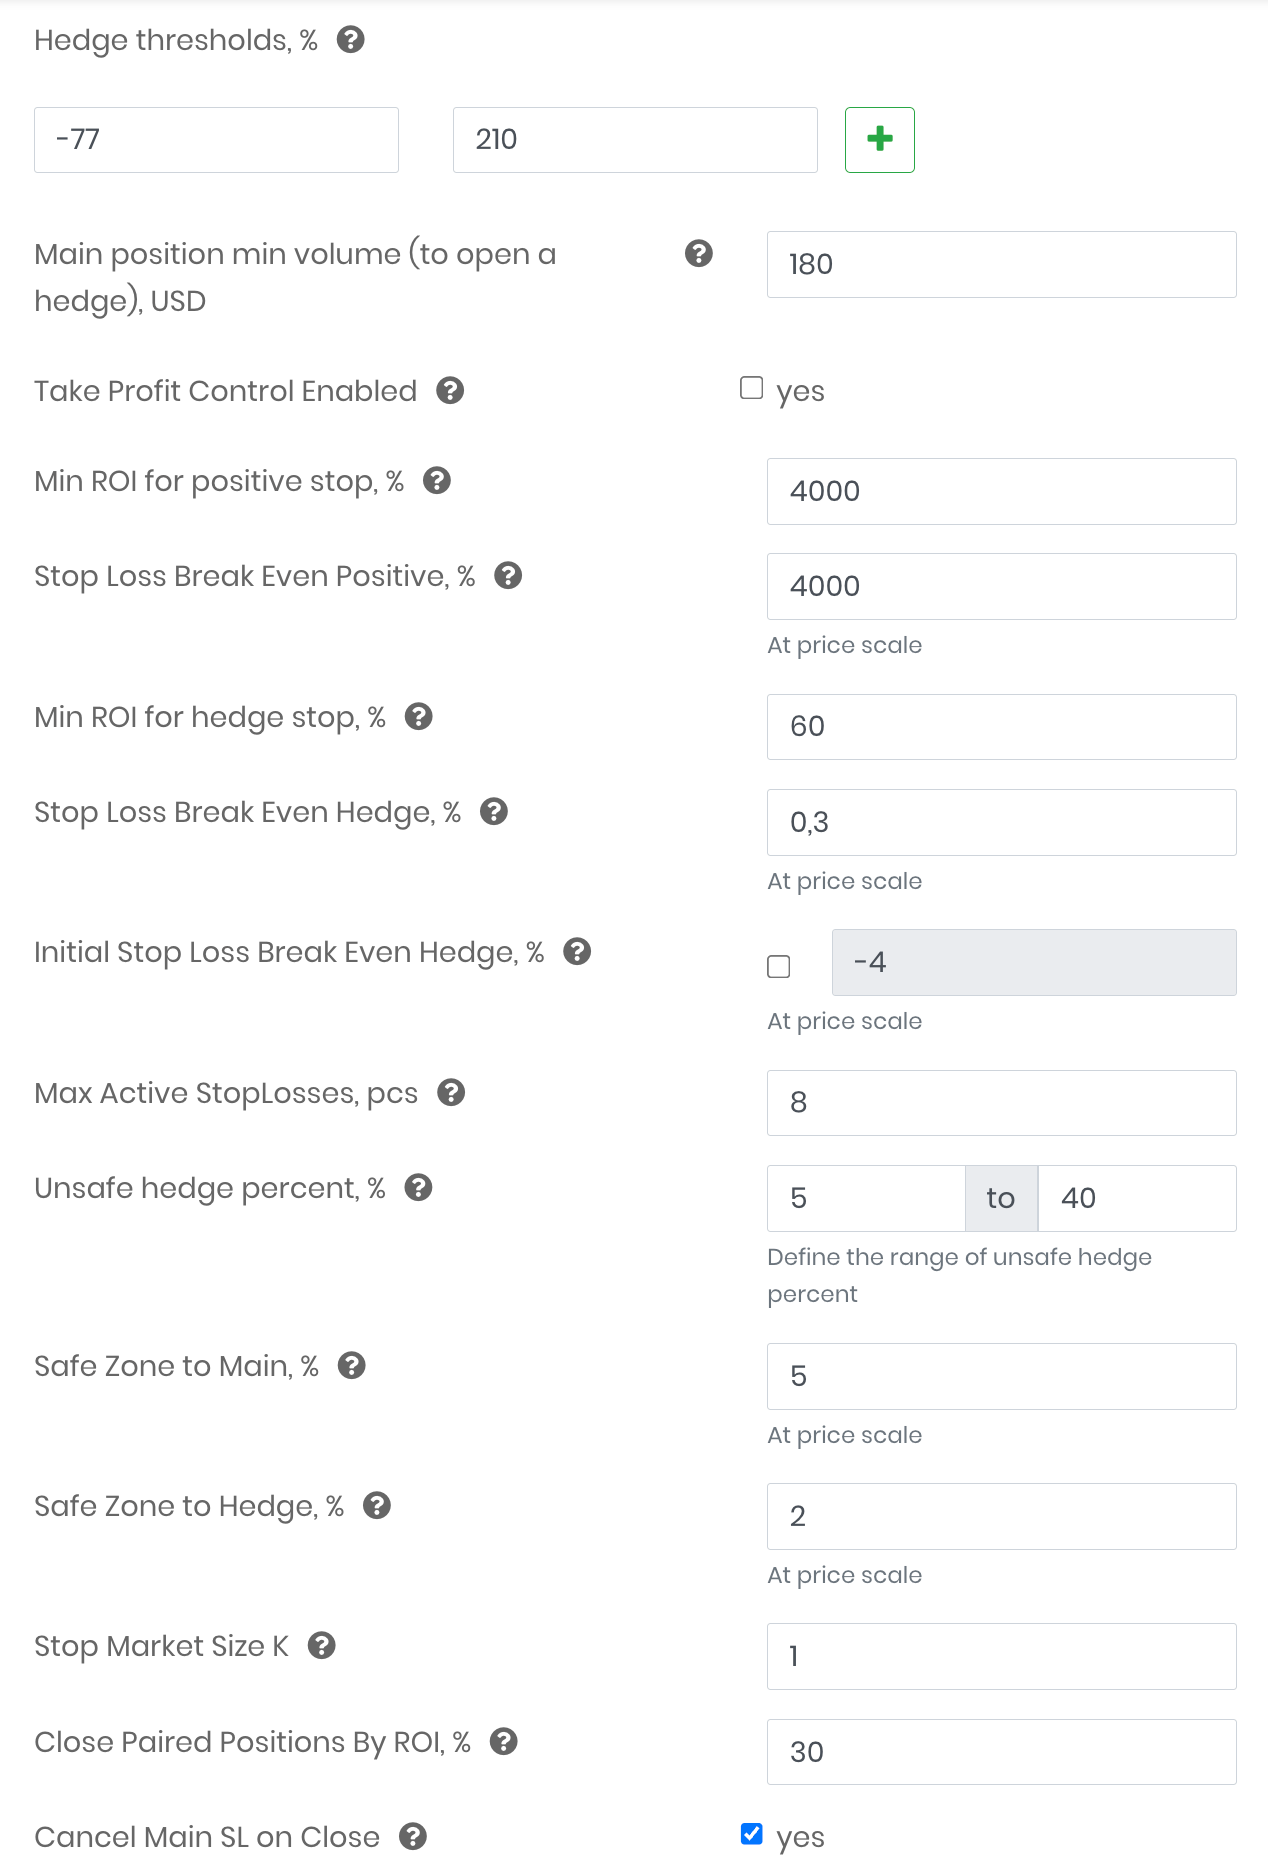 Hedge thresholds, %
-77 210
Main position min volume (to open a
hedge), USD
180
Take Profit Control Enabled yes
Min ROI for positive stop, % 4000
Stop Loss Break Even Positive, % 4000
At price scale
Min ROI for hedge stop, % 60
Stop Loss Break Even Hedge, % 0,3
At price scale
Initial Stop Loss Break Even Hedge, % -4
At price scale
Max Active StopLosses, pcs 8
Unsafe hedge percent, % 5 to 40
Define the range of unsafe hedge
percent
Safe Zone to Main, % 5
At price scale
Safe Zone to Hedge, % 2
At price scale
Stop Market Size K 1
Close Paired Positions By ROI, % 30
Cancel Main SL on Close yes